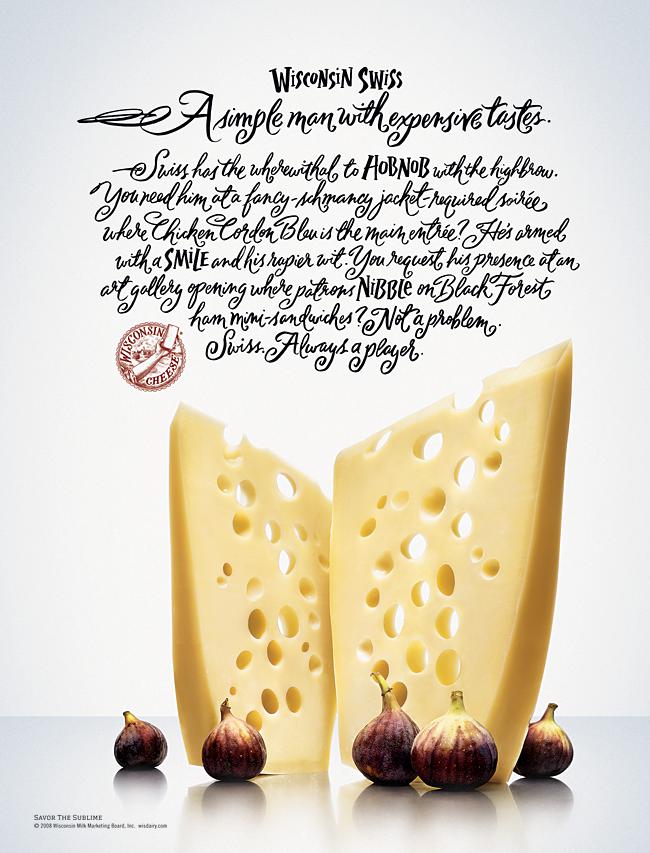 WISCONSIN SWISS
A simple man with expensive tastes.
Swiss has the wherewithal to HOBNOB with the highbrow.
You need him at a fancy-schmancy jacket-required soirée
where Chicken Cordon Bleu is the main entrée? He's armed
with a SMILE and his rapier wit. You request his presence at an
art gallery opening where patrons NIBBLE on Black Forest
ham mini-sandwiches? Not a problem.
Swiss. Always a player.
WISCONSIN
CHEESE
SAVOR THE SUBLIME
© 2008 Wisconsin Milk Marketing Board, Inc. wisdairy.com